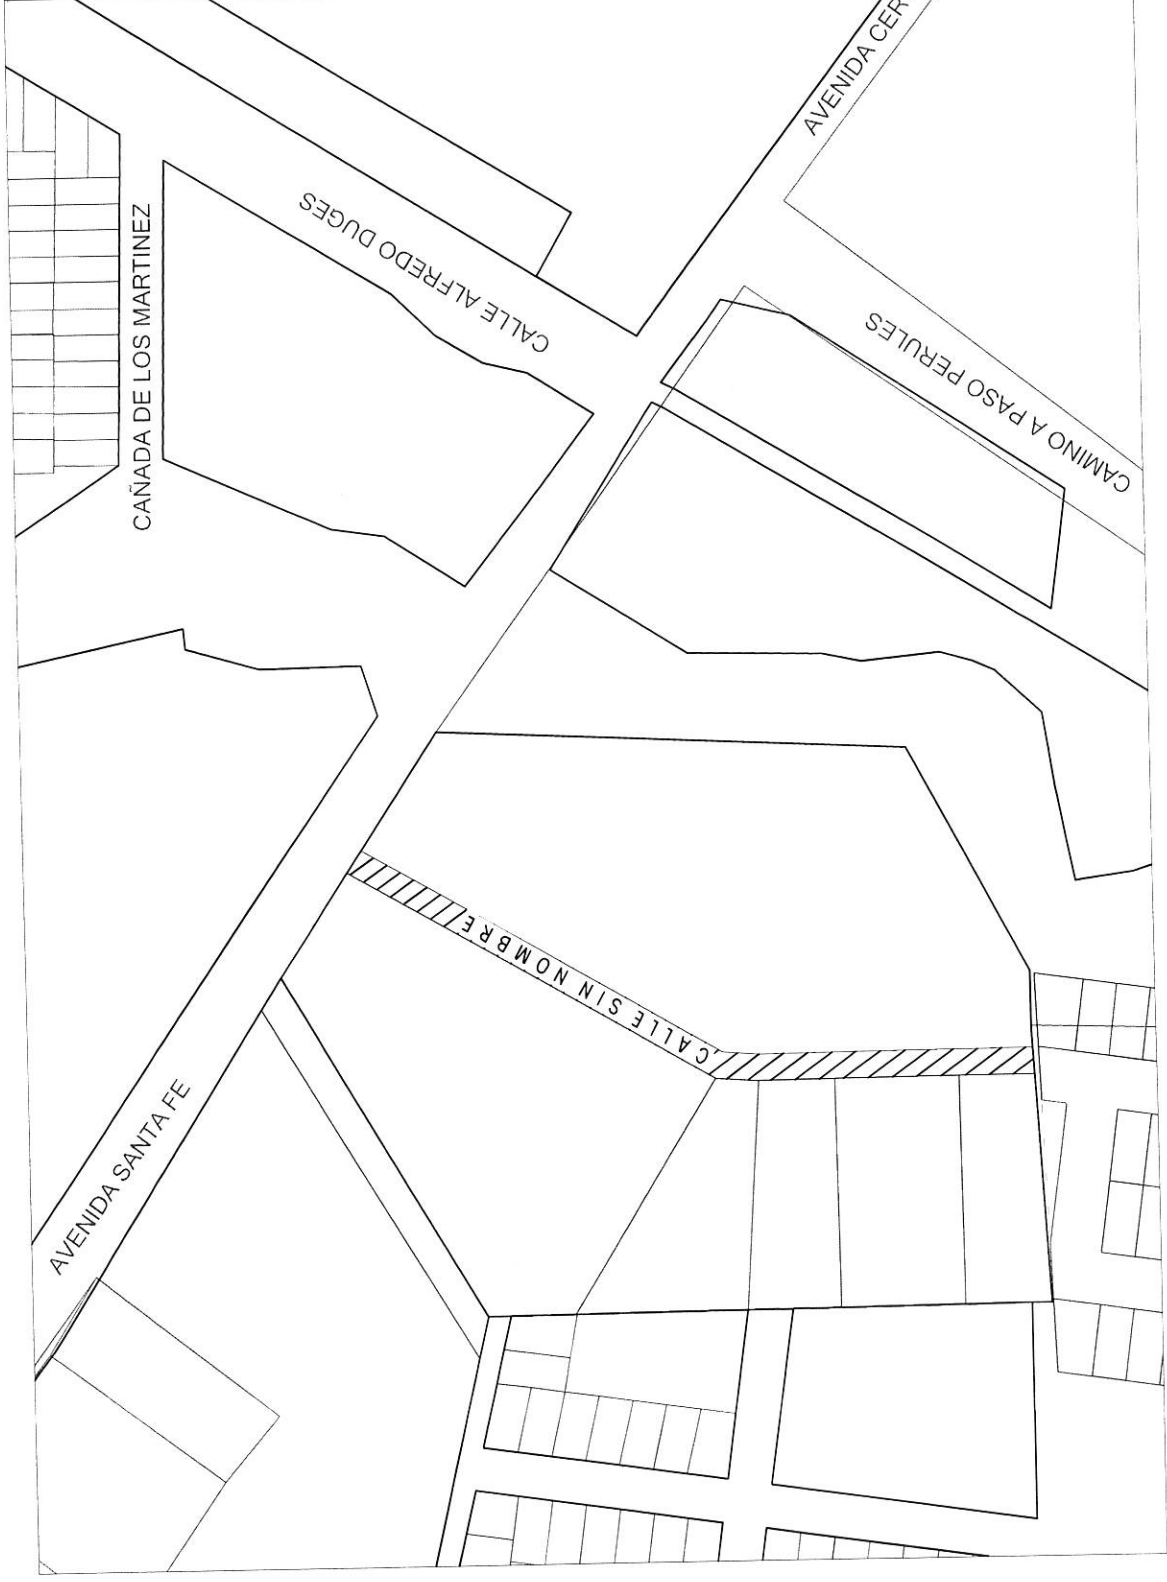 AVENIDA CER
CAÑADA DE LOS MARTINEZ
CALLE ALFREDO DUGES
CAMINO A PASO PERULES
CALLE SIN NOMBRE
AVENIDA SANTA FE